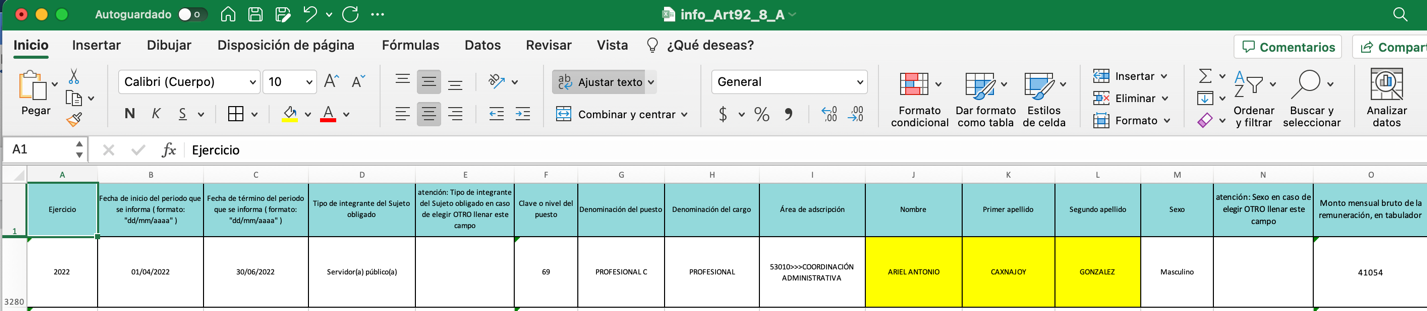 Autoguardado
info_Art92_8_A
Inicio Insertar Dibujar Disposición de página Fórmulas Datos Revisar Vista ¿Qué deseas?
Comentarios
Compart
Pegar
Calibri (Cuerpo) 10 A A
N K S A
ab
Ajustar texto
Combinar y centrar
General
$ % ,00 ,0
Formato
condicional
Dar formato
como tabla
Estilos
de celda
Insertar
Eliminar
Formato
Ordenar
y filtrar
Buscar y
seleccionar
Analizar
datos
A1 fx Ejercicio
A B C D E F G H I J K L M N O
1
Ejercicio
Fecha de inicio del periodo que
se informa ( formato:
"dd/mm/aaaa" )
Fecha de término del periodo
que se informa ( formato:
"dd/mm/aaaa" )
Tipo de integrante del Sujeto
obligado
atención: Tipo de integrante
del Sujeto obligado en caso
de elegir OTRO llenar este
campo
Clave o nivel del
puesto
Denominación del puesto
Denominación del cargo
Área de adscripción
Nombre
Primer apellido
Segundo apellido
Sexo
atención: Sexo en caso de
elegir OTRO llenar este
campo
Monto mensual bruto de la
remuneración, en tabulador
3280
2022
01/04/2022
30/06/2022
Servidor(a) público(a)
69
PROFESIONAL C
PROFESIONAL
53010>>>COORDINACIÓN
ADMINISTRATIVA
ARIEL ANTONIO
CAXNAJOY
GONZALEZ
Masculino
41054